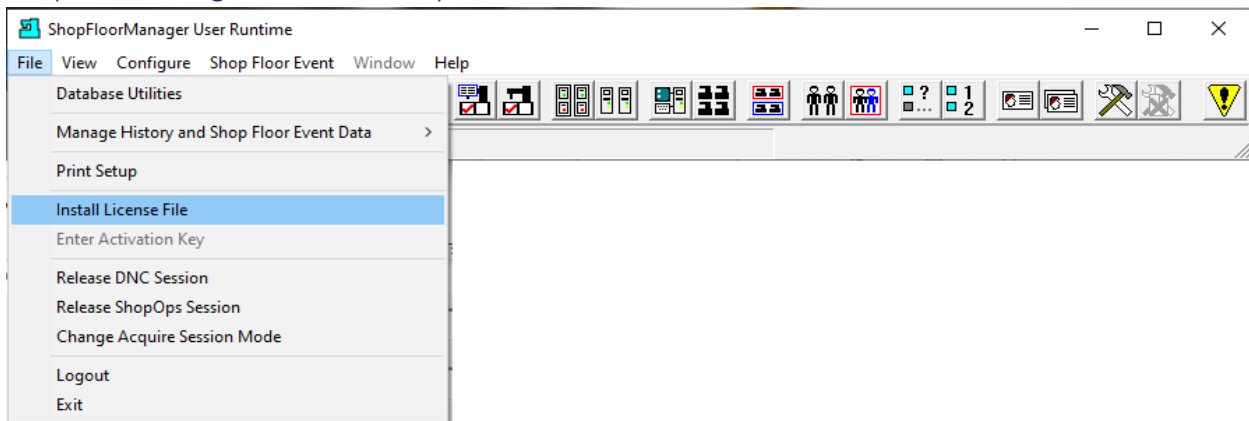 ShopFloorManager User Runtime
File View Configure Shop Floor Event Window Help
Database Utilities
Manage History and Shop Floor Event Data
Print Setup
Install License File
Enter Activation Key
Release DNC Session
Release ShopOps Session
Change Acquire Session Mode
Logout
Exit